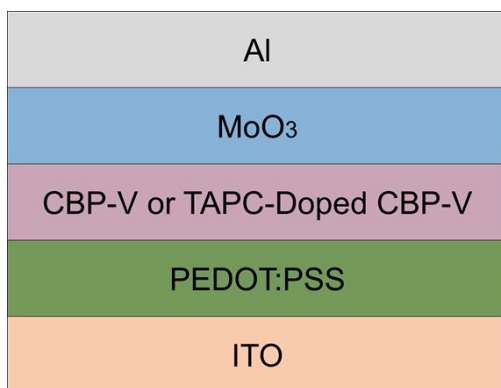 Al
MoO3
CBP-V or TAPC-Doped CBP-V
PEDOT:PSS
ITO